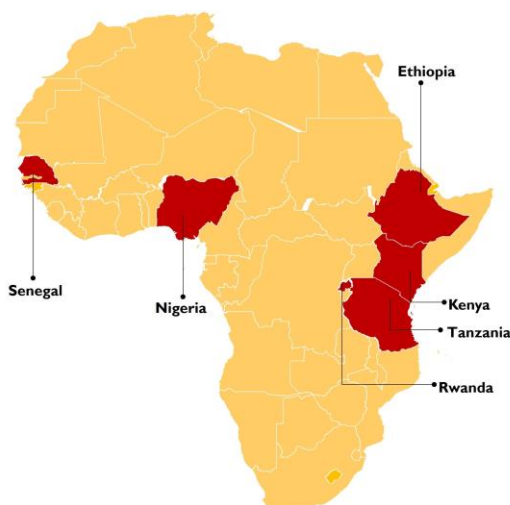 Ethiopia
Senegal
Nigeria
Kenya
Tanzania
Rwanda